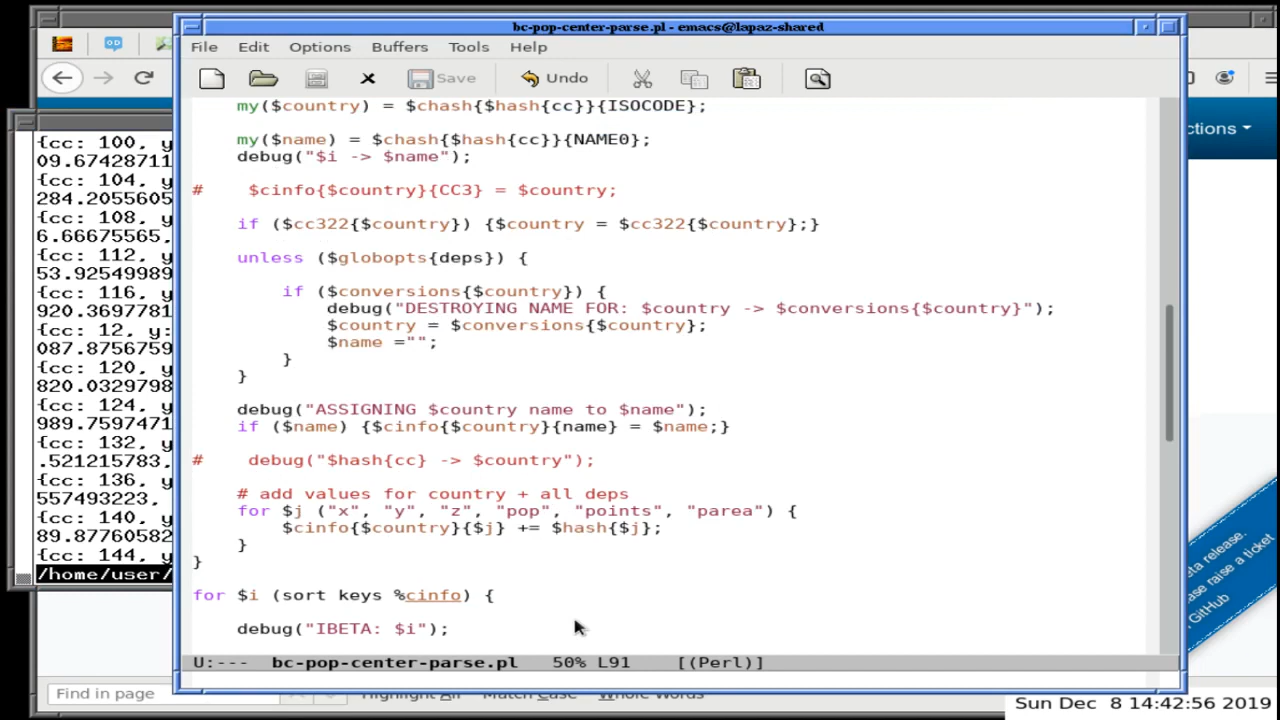 bc-pop-center-parse.pl - emacs@lapaz-shared
File Edit Options Buffers Tools Help
Save Undo
my($country) = $chash{$hash{cc}}{ISOCODE};
my($name) = $chash{$hash{cc}}{NAME0};
debug("$i -> $name");
# $cinfo{$country}{CC3} = $country;
if ($cc322{$country}) {$country = $cc322{$country};}
unless ($globopts{deps}) {
if ($conversions{$country}) {
debug("DESTROYING NAME FOR: $country -> $conversions{$country}");
$country = $conversions{$country};
$name ="";
}
}
debug("ASSIGNING $country name to $name");
if ($name) {$cinfo{$country}{name} = $name;}
# debug("$hash{cc} -> $country");
# add values for country + all deps
for $j ("x", "y", "z", "pop", "points", "parea") {
$cinfo{$country}{$j} += $hash{$j};
}
}
for $i (sort keys %cinfo) {
debug("IBETA: $i");
U:--- bc-pop-center-parse.pl 50% L91 [(Perl)]
{cc: 100, y
09.67428711
{cc: 104, y
284.2055605
{cc: 108, y
6.66675565,
{cc: 112, y
53.92549989
{cc: 116, y
920.3697781
{cc: 12, y:
087.8756759
{cc: 120, y
820.0329798
{cc: 124, y
989.7597471
{cc: 132, y
.521215783,
{cc: 136, y
557493223,
{cc: 140, y
89.87760582
{cc: 144, y
/home/user/
ctions
eta release.
ase raise a ticket
GitHub
Find in page
Highlight All Match Case Whole Words
Sun Dec 8 14:42:56 2019